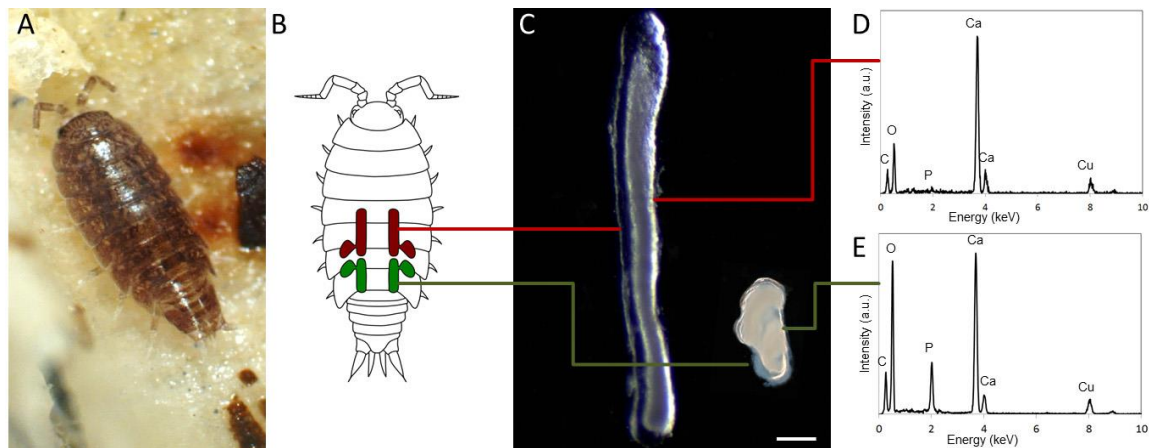 A
B
C
D
E
Intensity (a.u.)
Ca
O
C
P
Ca
Cu
0
2
4
6
8
10
Energy (keV)
Intensity (a.u.)
Ca
O
P
C
Ca
Cu
0
2
4
6
8
10
Energy (keV)